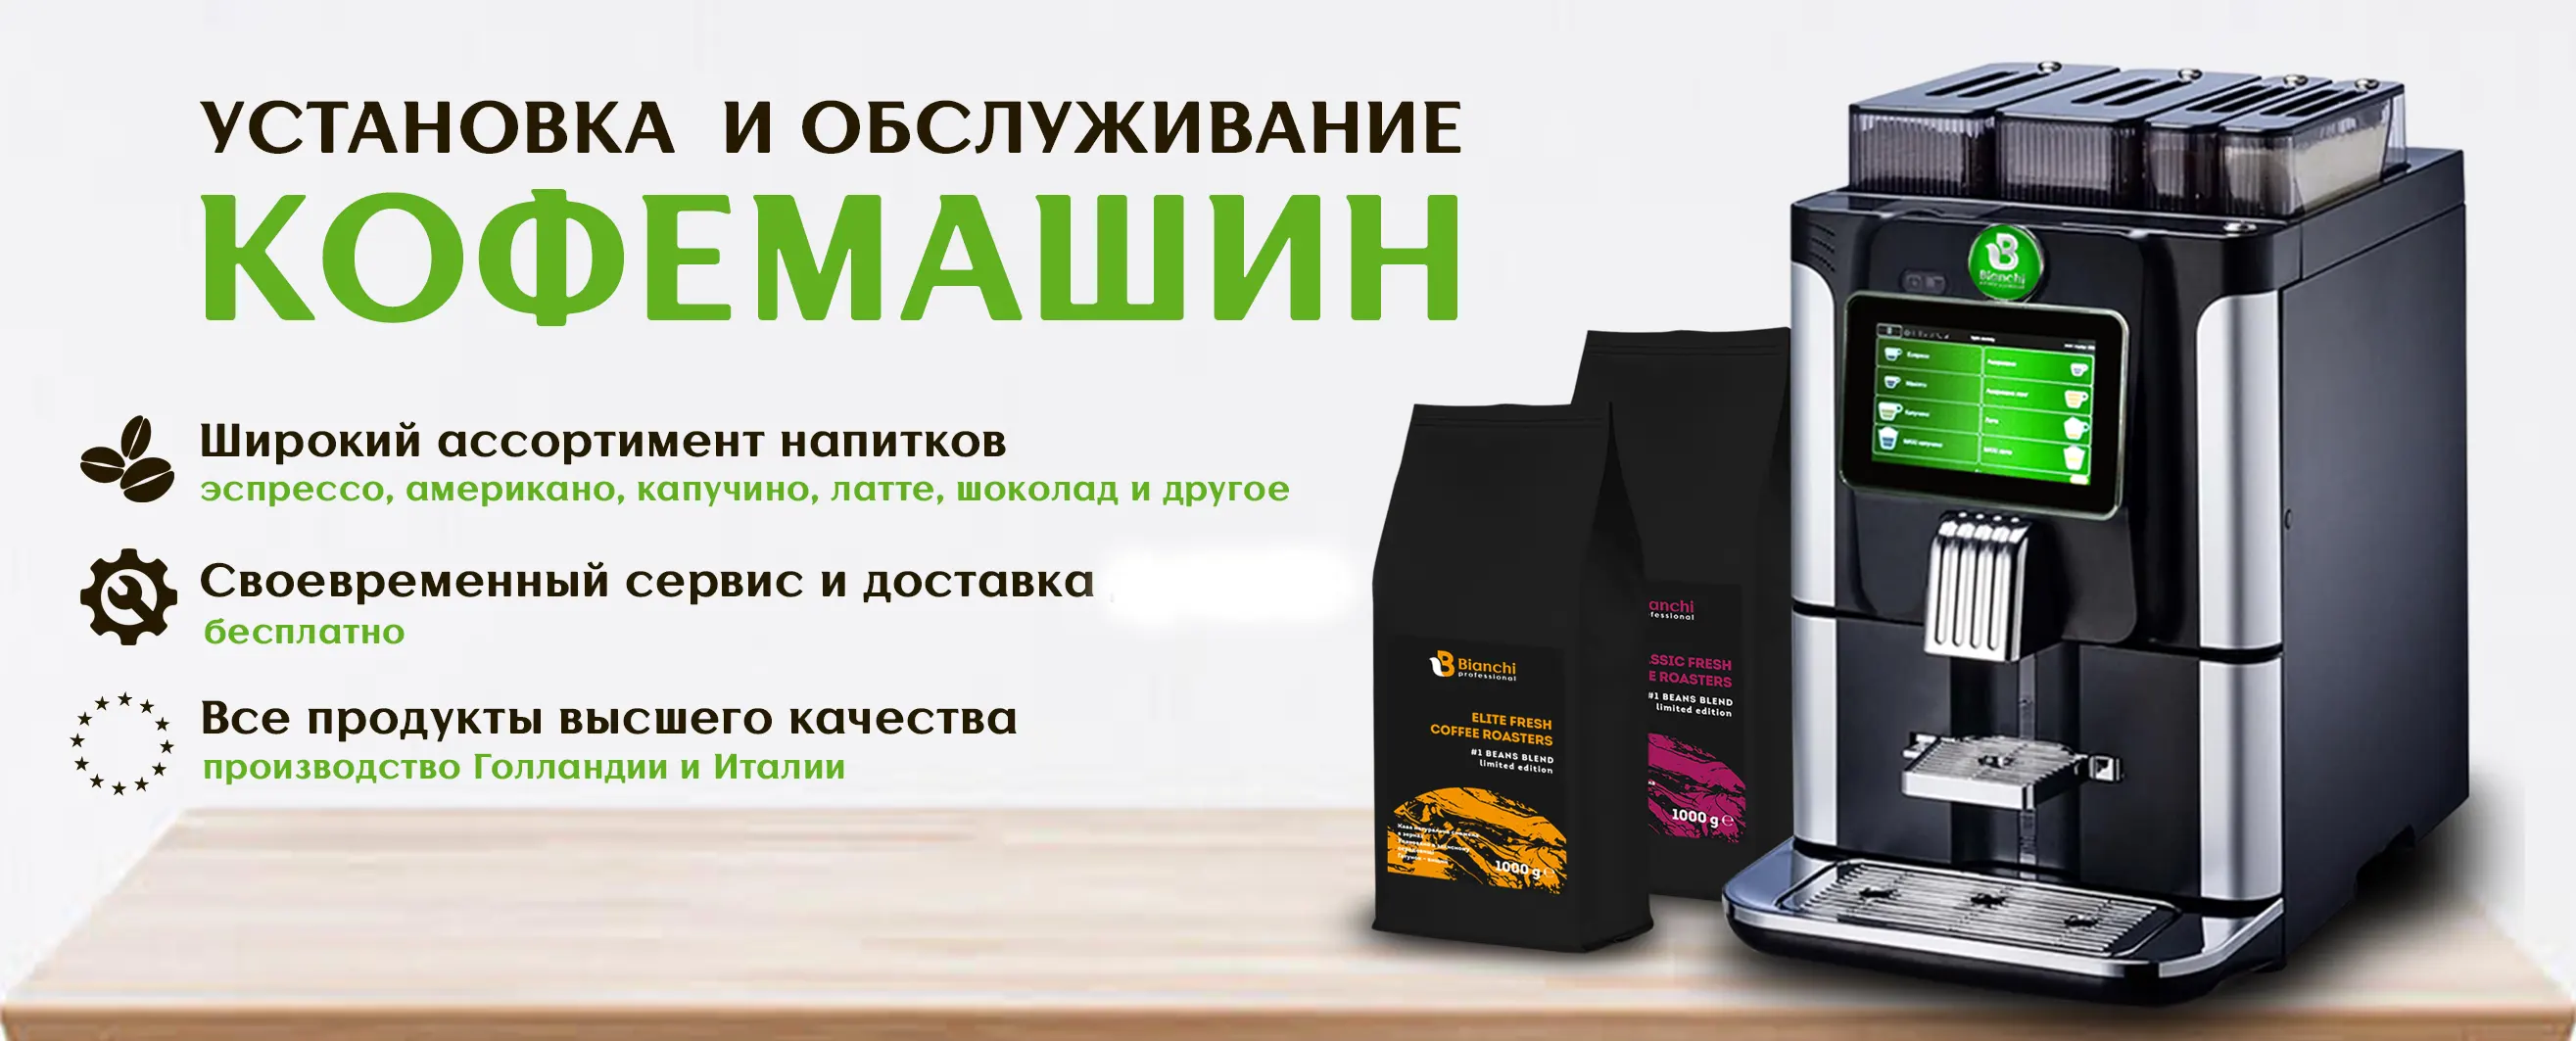 УСТАНОВКА И ОБСЛУЖИВАНИЕ
КОФЕМАШИН
Широкий ассортимент напитков
эспрессо, американо, капучино, латте, шоколад и другое
Своевременный сервис и доставка
бесплатно
Все продукты высшего качества
производство Голландии и Италии
Bianchi
professional
ELITE FRESH
COFFEE ROASTERS
#1 BEANS BLEND
limited edition
1000 g ℮
anchi
fessional
SSIC FRESH
E ROASTERS
#1 BEANS BLEND
limited edition
1000 g ℮
Bianchi